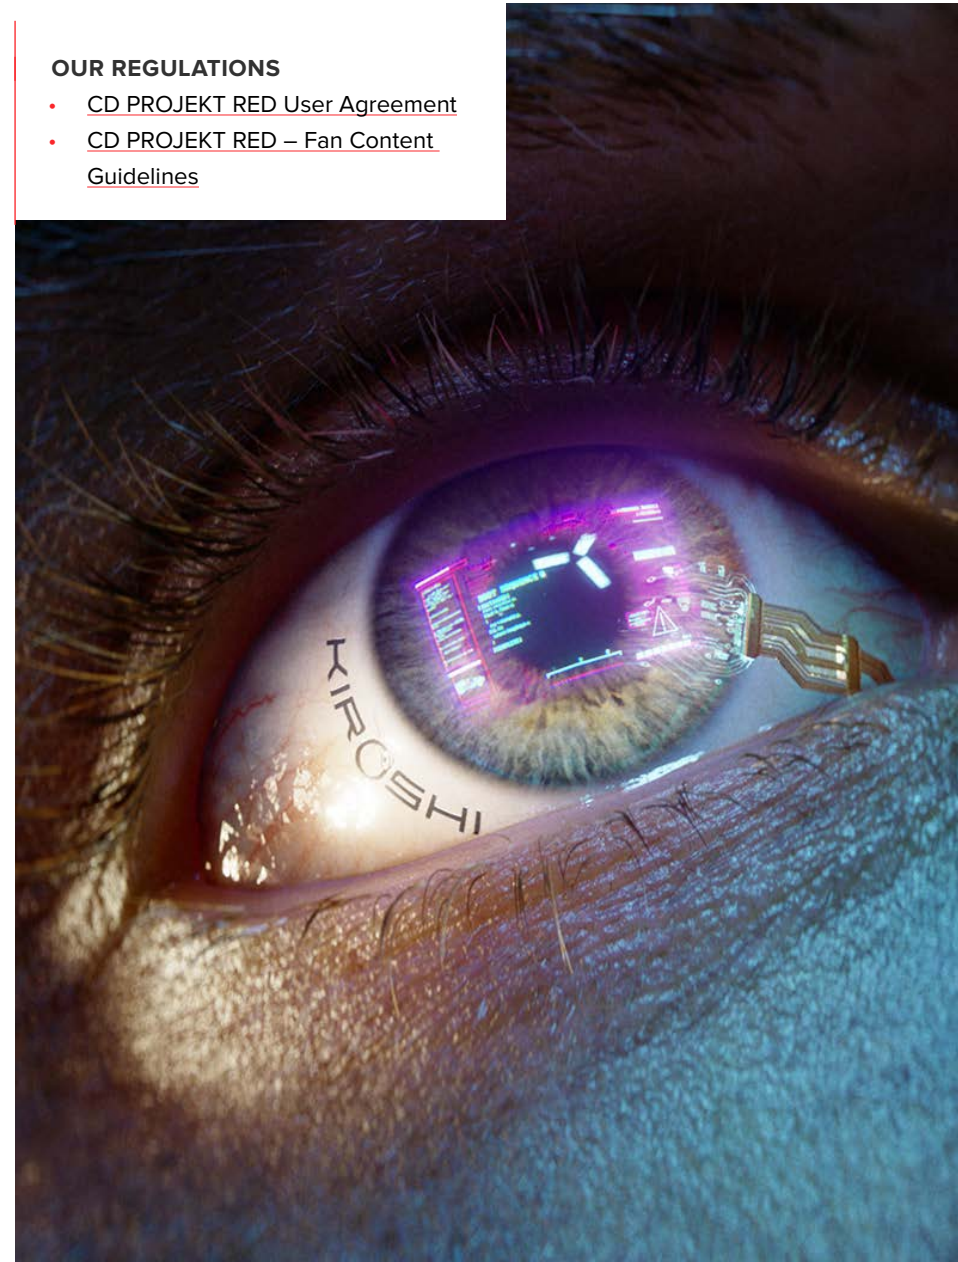 OUR REGULATIONS
• CD PROJEKT RED User Agreement
• CD PROJEKT RED – Fan Content
Guidelines
KIROSHI